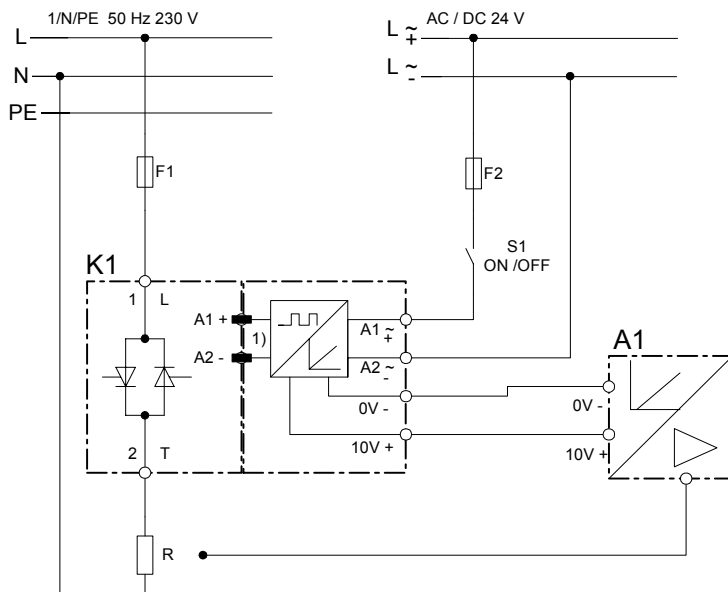 1/N/PE 50 Hz 230 V
AC / DC 24 V
L
L ~ +
N
L ~ -
PE
F1
F2
S1
ON /OFF
K1
1 L
A1 +
1)
A1 ~ +
A1
A2 -
A2 ~ -
0V -
0V -
10V +
10V +
2 T
R